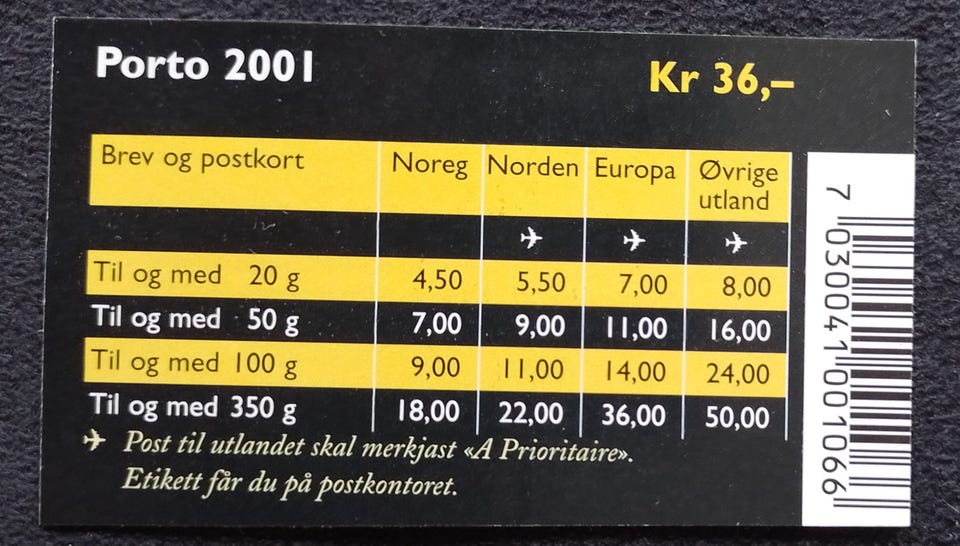 Porto 2001
Kr 36,–
Brev og postkort Noreg Norden Europa Øvrige utland
Til og med 20 g 4,50 5,50 7,00 8,00
Til og med 50 g 7,00 9,00 11,00 16,00
Til og med 100 g 9,00 11,00 14,00 24,00
Til og med 350 g 18,00 22,00 36,00 50,00
Post til utlandet skal merkjast «A Prioritaire».
Etikett får du på postkontoret.
7 030041 001066